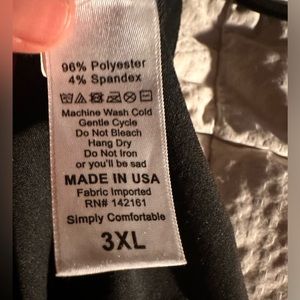 96% Polyester
4% Spandex
Machine Wash Cold
Gentle Cycle
Do Not Bleach
Hang Dry
Do Not Iron
or you'll be sad
MADE IN USA
Fabric Imported
RN# 142161
Simply Comfortable
3XL